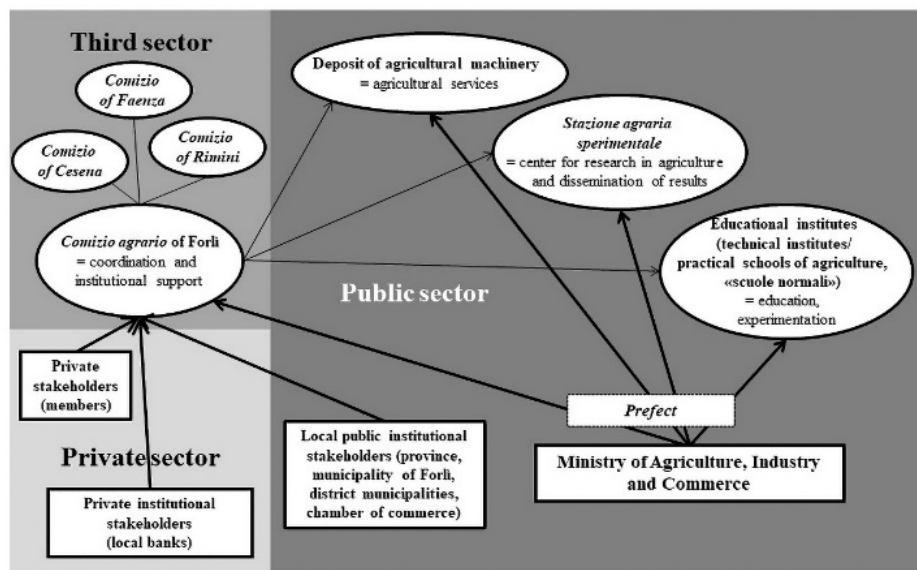 Third sector
Comizio
of Faenza
Comizio
of Cesena
Comizio
of Rimini
Comizio agrario of Forlì
= coordination and
institutional support
Deposit of agricultural machinery
= agricultural services
Stazione agraria
sperimentale
= center for research in agriculture
and dissemination of results
Educational institutes
(technical institutes/
practical schools of agriculture,
«scuole normali»)
= education,
experimentation
Public sector
Private
stakeholders
(members)
Private sector
Private institutional
stakeholders
(local banks)
Local public institutional
stakeholders (province,
municipality of Forlì,
district municipalities,
chamber of commerce)
Prefect
Ministry of Agriculture, Industry
and Commerce